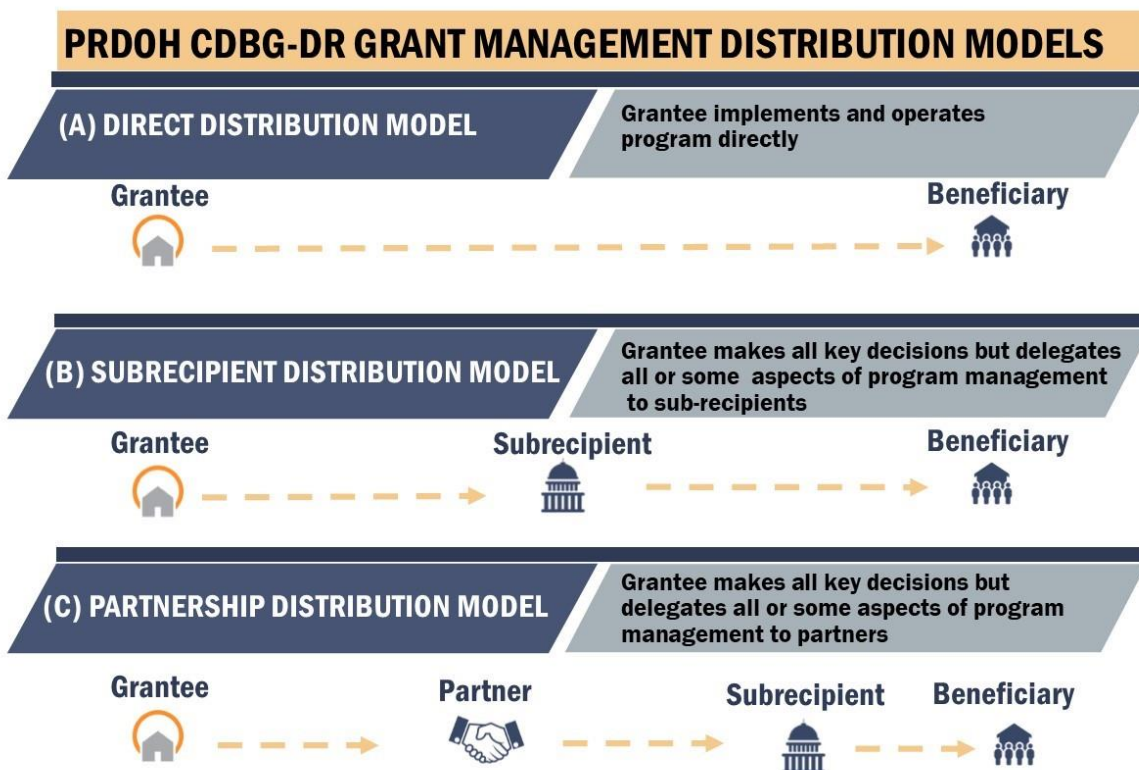 PRDOH CDBG-DR GRANT MANAGEMENT DISTRIBUTION MODELS
(A) DIRECT DISTRIBUTION MODEL
Grantee implements and operates
program directly
Grantee
Beneficiary
(B) SUBRECIPIENT DISTRIBUTION MODEL
Grantee makes all key decisions but delegates
all or some aspects of program management
to sub-recipients
Grantee
Subrecipient
Beneficiary
(C) PARTNERSHIP DISTRIBUTION MODEL
Grantee makes all key decisions but
delegates all or some aspects of program
management to partners
Grantee
Partner
Subrecipient
Beneficiary